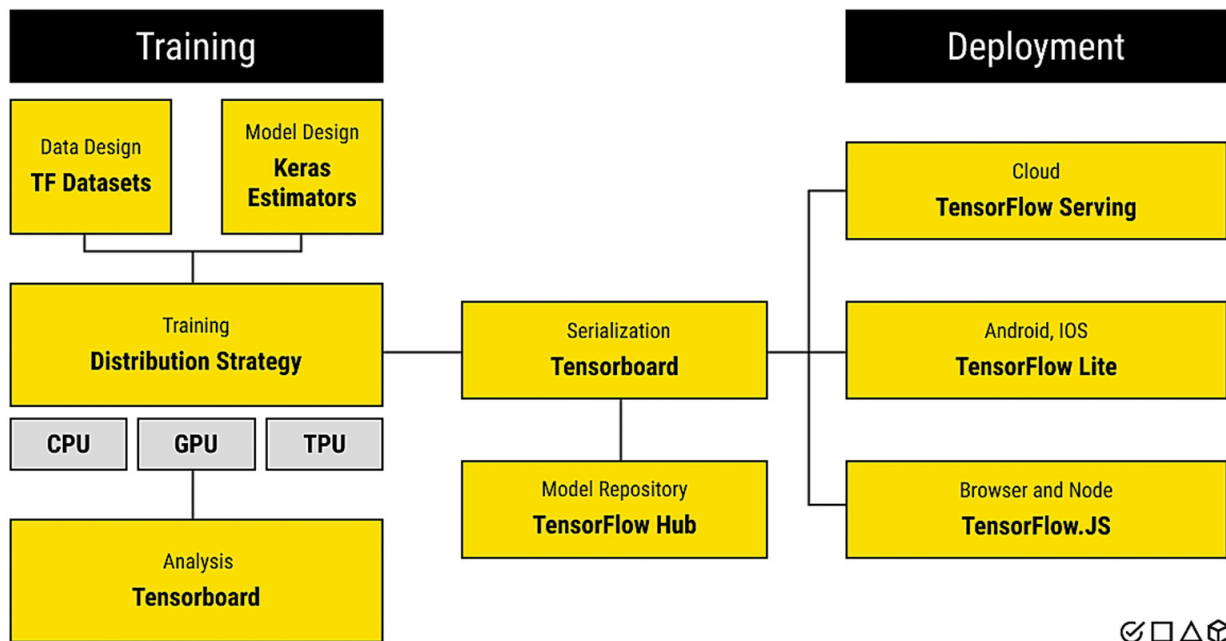 Training
Deployment
Data Design
TF Datasets
Model Design
Keras
Estimators
Training
Distribution Strategy
CPU
GPU
TPU
Analysis
Tensorboard
Serialization
Tensorboard
Model Repository
TensorFlow Hub
Cloud
TensorFlow Serving
Android, IOS
TensorFlow Lite
Browser and Node
TensorFlow.JS